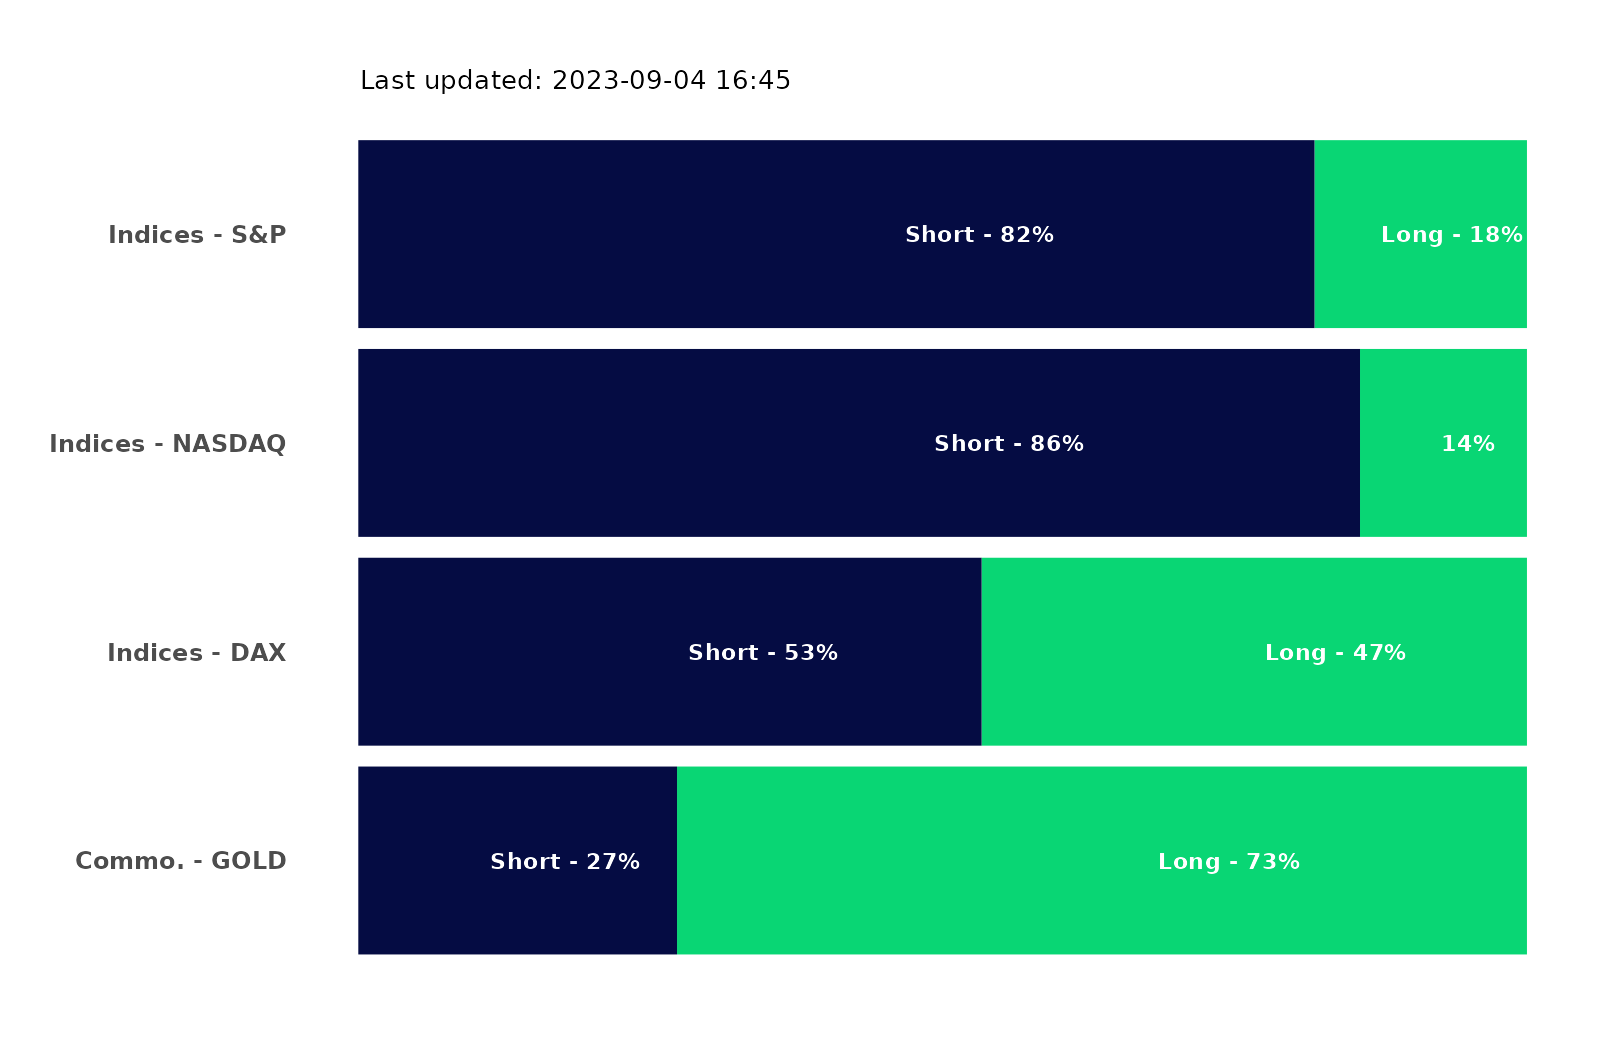 Last updated: 2023-09-04 16:45
Indices - S&P
Short - 82%
Long - 18%
Indices - NASDAQ
Short - 86%
14%
Indices - DAX
Short - 53%
Long - 47%
Commo. - GOLD
Short - 27%
Long - 73%